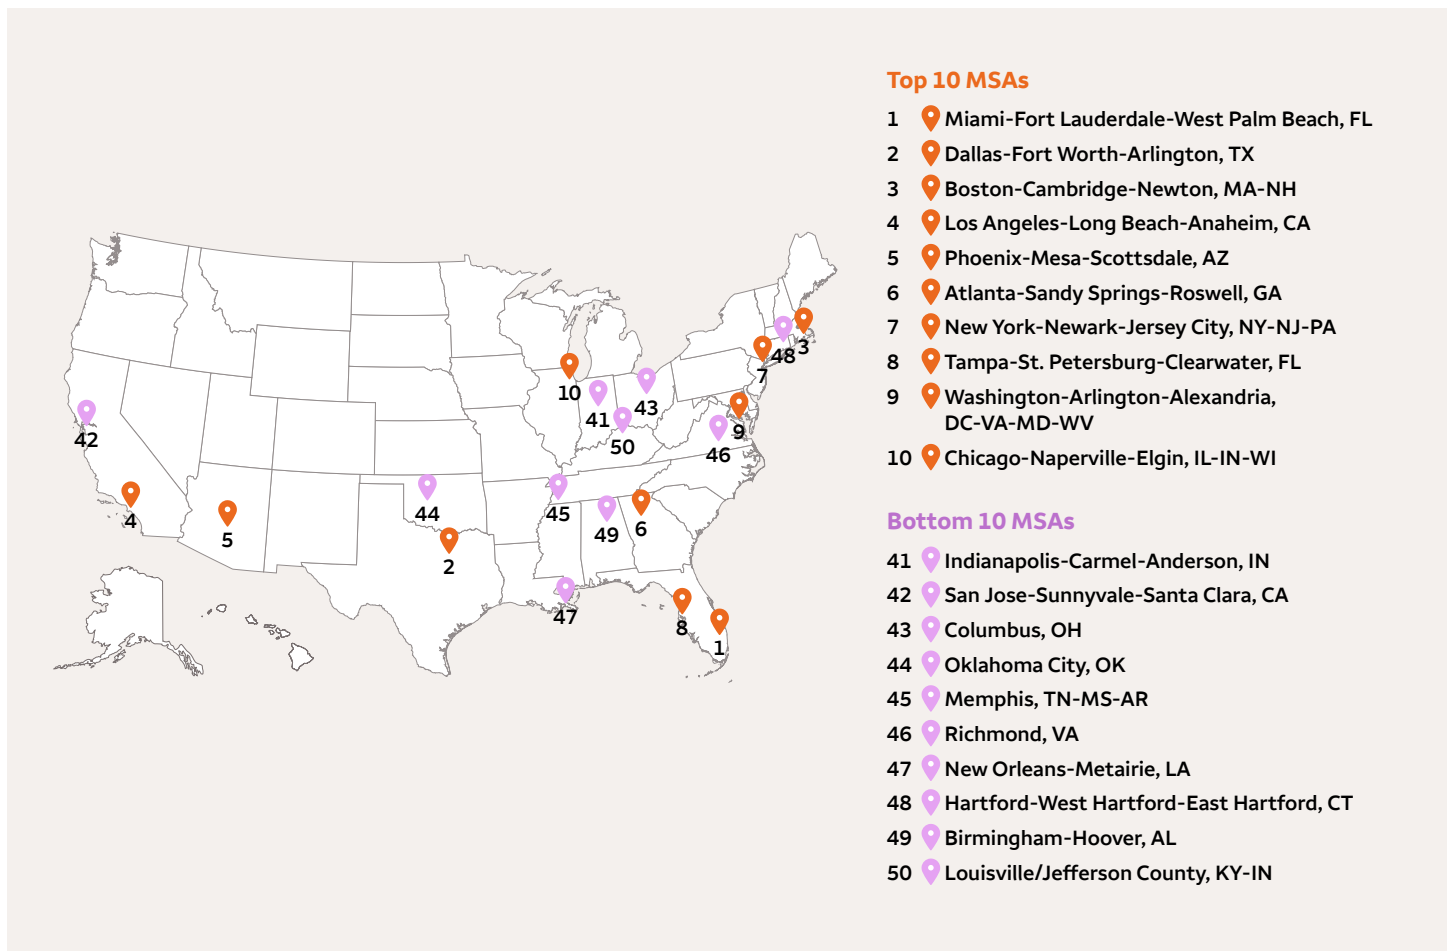 Top 10 MSAs
1 Miami-Fort Lauderdale-West Palm Beach, FL
2 Dallas-Fort Worth-Arlington, TX
3 Boston-Cambridge-Newton, MA-NH
4 Los Angeles-Long Beach-Anaheim, CA
5 Phoenix-Mesa-Scottsdale, AZ
6 Atlanta-Sandy Springs-Roswell, GA
7 New York-Newark-Jersey City, NY-NJ-PA
8 Tampa-St. Petersburg-Clearwater, FL
9 Washington-Arlington-Alexandria,
DC-VA-MD-WV
10 Chicago-Naperville-Elgin, IL-IN-WI
Bottom 10 MSAs
41 Indianapolis-Carmel-Anderson, IN
42 San Jose-Sunnyvale-Santa Clara, CA
43 Columbus, OH
44 Oklahoma City, OK
45 Memphis, TN-MS-AR
46 Richmond, VA
47 New Orleans-Metairie, LA
48 Hartford-West Hartford-East Hartford, CT
49 Birmingham-Hoover, AL
50 Louisville/Jefferson County, KY-IN
3
48
7
10
43
41
9
42
50
46
44
45
4
6
49
5
2
47
8
1